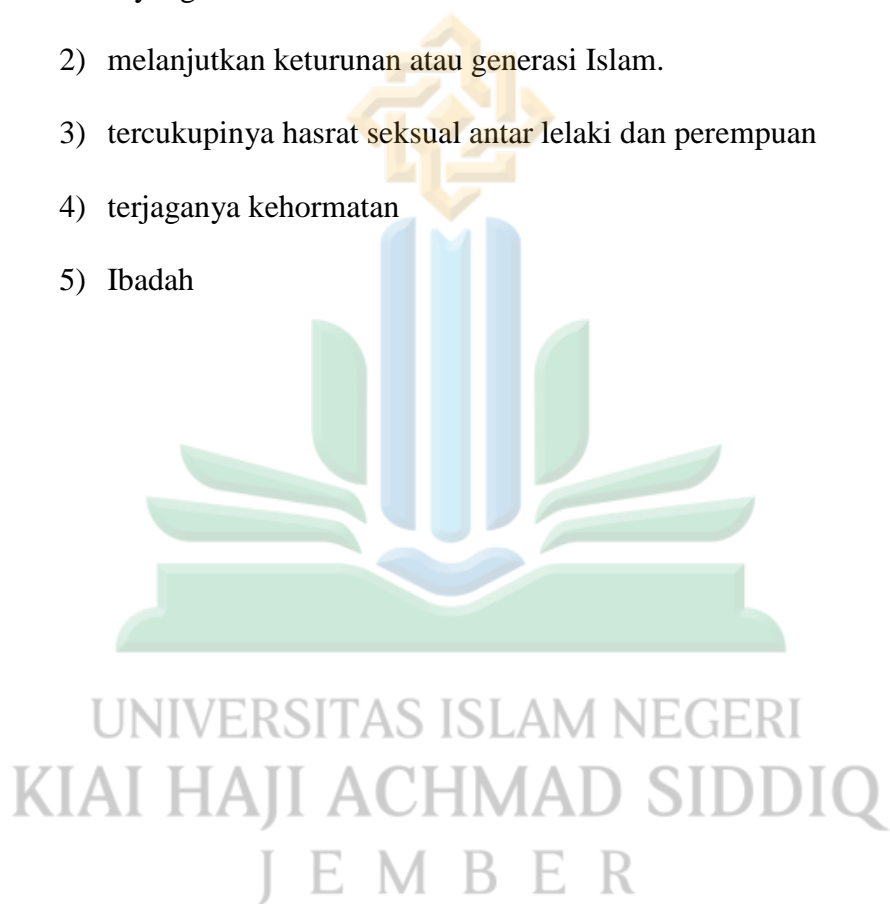 2) melanjutkan keturunan atau generasi Islam.
3) tercukupinya hasrat seksual antar lelaki dan perempuan
4) terjaganya kehormatan
5) Ibadah
UNIVERSITAS ISLAM NEGERI
KIAI HAJI ACHMAD SIDDIQ
JEMBER